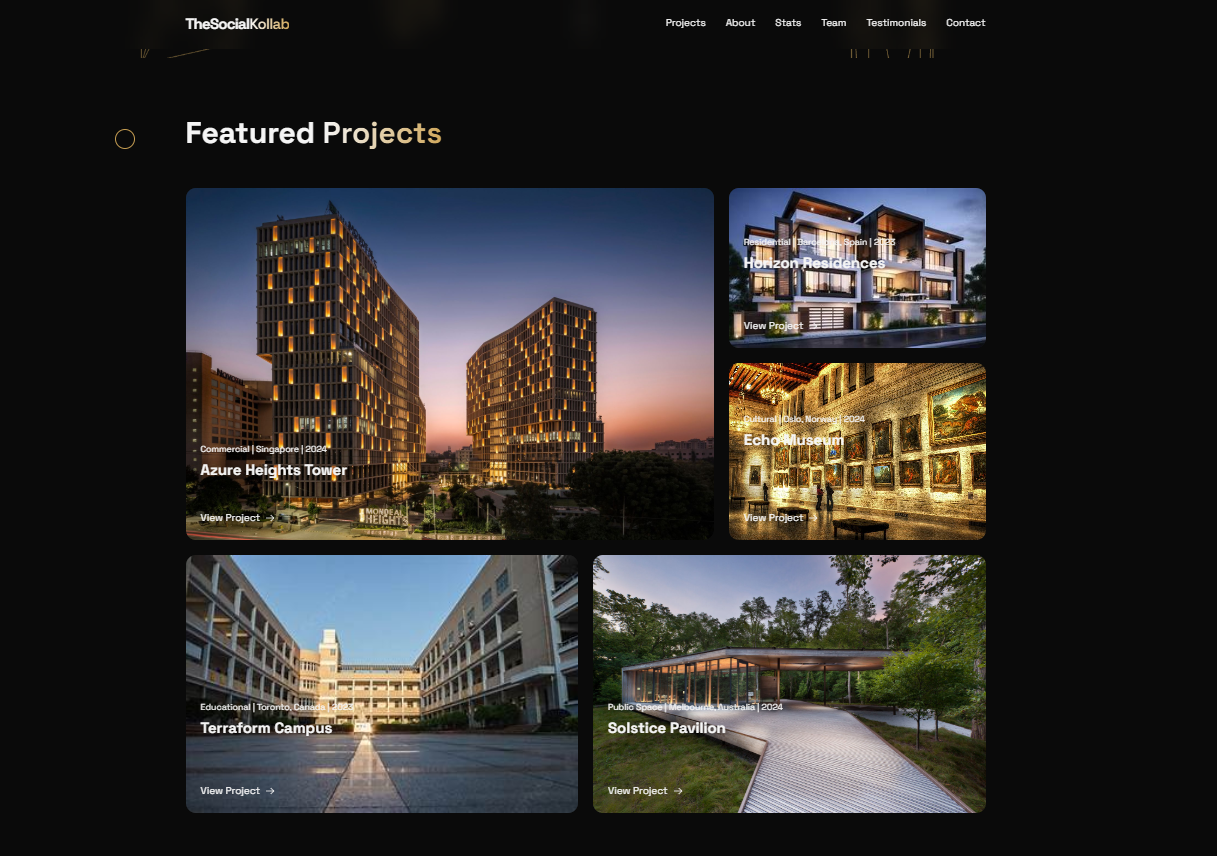 TheSocialKollab
Projects About Stats Team Testimonials Contact
Featured Projects
Commercial | Singapore | 2024
Azure Heights Tower
View Project →
MONDEAL
HEIGHTS
Residential | Barcelona, Spain | 2023
Horizon Residences
View Project →
Cultural | Oslo, Norway | 2024
Echo Museum
View Project →
Educational | Toronto, Canada | 2023
Terraform Campus
View Project →
Public Space | Melbourne, Australia | 2024
Solstice Pavilion
View Project →